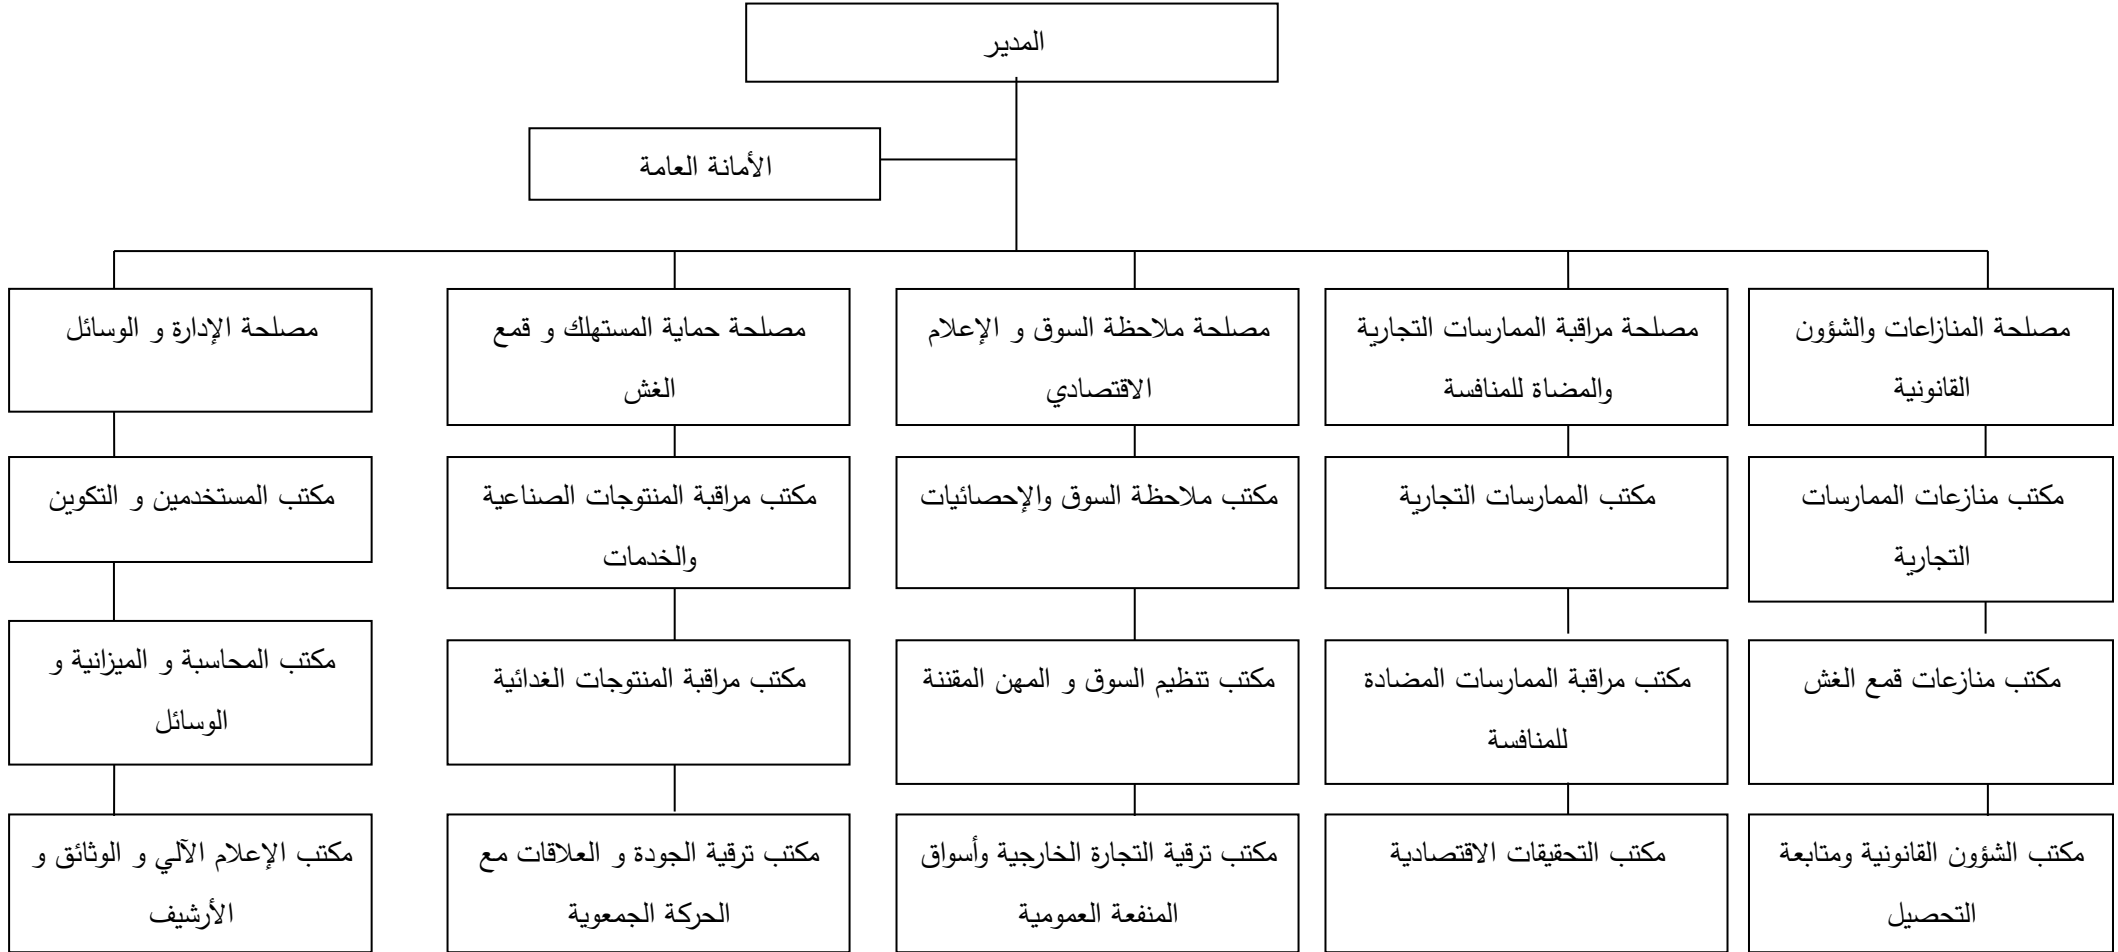 المدير
الأمانة العامة
مصلحة المنازاعات والشؤون
القانونية
مصلحة مراقبة الممارسات التجارية
والمضاة للمنافسة
مصلحة ملاحظة السوق و الإعلام
الاقتصادي
مصلحة حماية المستهلك و قمع
الغش
مصلحة الإدارة و الوسائل
مكتب منازعات الممارسات
التجارية
مكتب الممارسات التجارية
مكتب ملاحظة السوق والإحصائيات
مكتب مراقبة المنتوجات الصناعية
والخدمات
مكتب المستخدمين و التكوين
مكتب منازعات قمع الغش
مكتب مراقبة الممارسات المضادة
للمنافسة
مكتب تنظيم السوق و المهن المقننة
مكتب مراقبة المنتوجات الغدائية
مكتب المحاسبة و الميزانية و
الوسائل
مكتب الشؤون القانونية ومتابعة
التحصيل
مكتب التحقيقات الاقتصادية
مكتب ترقية التجارة الخارجية وأسواق
المنفعة العمومية
مكتب ترقية الجودة و العلاقات مع
الحركة الجمعوية
مكتب الإعلام الآلي و الوثائق و
الأرشيف